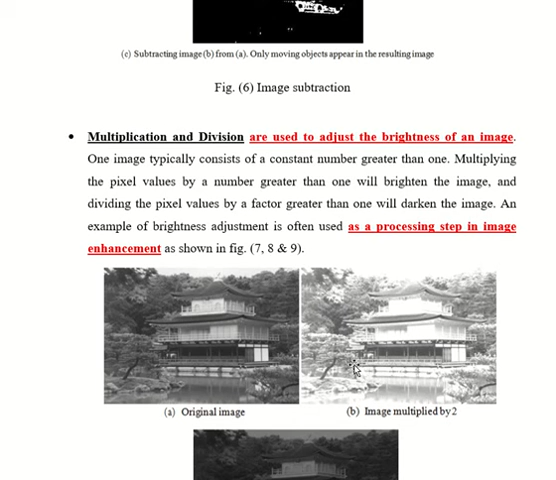 (c) Subtracting image (b) from (a). Only moving objects appear in the resulting image
Fig. (6) Image subtraction
• Multiplication and Division are used to adjust the brightness of an image.
One image typically consists of a constant number greater than one. Multiplying
the pixel values by a number greater than one will brighten the image, and
dividing the pixel values by a factor greater than one will darken the image. An
example of brightness adjustment is often used as a processing step in image
enhancement as shown in fig. (7, 8 & 9).
(a) Original image
(b) Image multiplied by 2